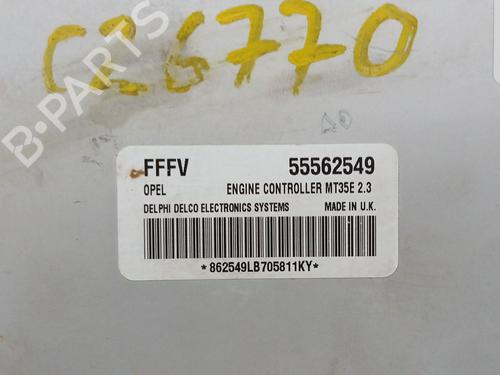 C26770
B-PARTS
FFFV 55562549
OPEL ENGINE CONTROLLER MT35E 2.3
DELPHI DELCO ELECTRONICS SYSTEMS MADE IN U.K.
*862549LB705811KY*